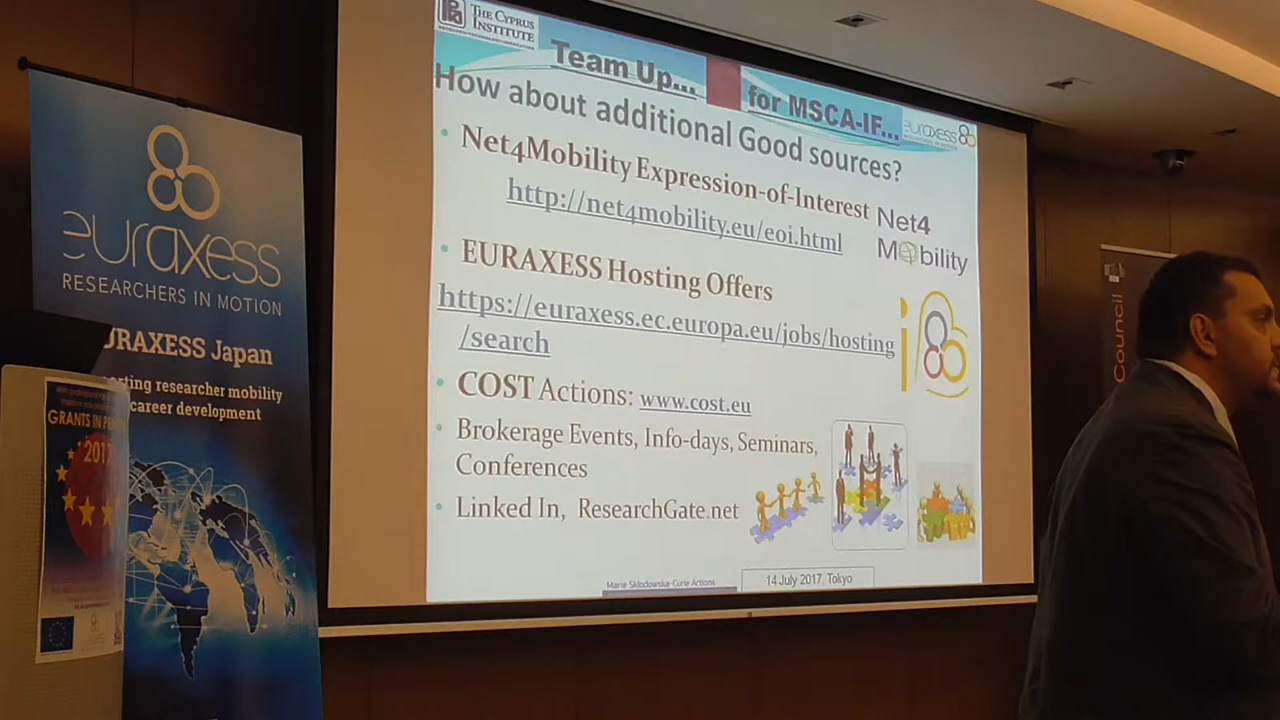 THE CYPRUS
INSTITUTE
Team Up...
for MSCA-IF...
euraxess
How about additional Good sources?
• Net4Mobility Expression-of-Interest
http://net4mobility.eu/eoi.html
Net4
Mobility
• EURAXESS Hosting Offers
https://euraxess.ec.europa.eu/jobs/hosting
/search
• COST Actions: www.cost.eu
• Brokerage Events, Info-days, Seminars,
Conferences
• Linked In, ResearchGate.net
Marie Skłodowska-Curie Actions
14 July 2017, Tokyo
euraxess
RESEARCHERS IN MOTION
URAXESS Japan
rting researcher mobility
career development
GRANTS IN
2017
Council